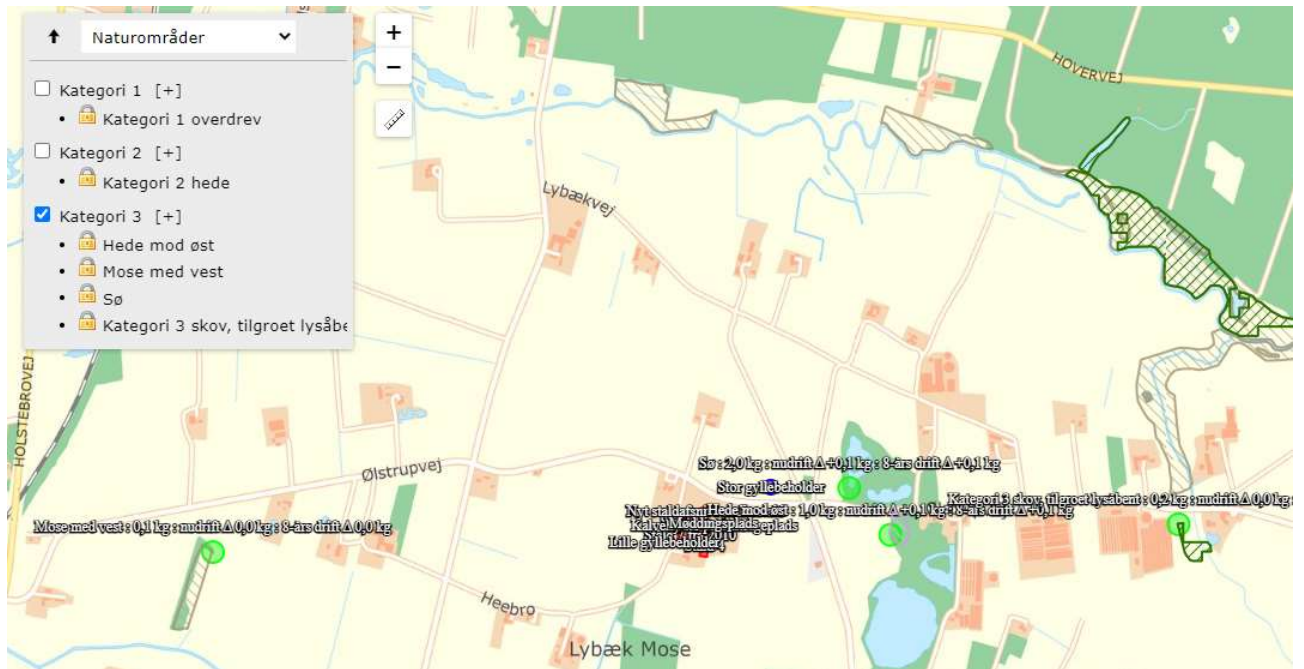 Naturområder
Kategori 1 [+]
Kategori 1 overdrev
Kategori 2 [+]
Kategori 2 hede
Kategori 3 [+]
Hede mod øst
Mose med vest
Sø
Kategori 3 skov, tilgroet lysåbe
+
−
HOVERVEJ
Lybækvej
HOLSTEBROVEJ
Ølstrupvej
Sø : 2,0 kg : nudrift Δ +0,1 kg : 8-års drift Δ +0,1 kg
Stor gyllebeholder
Kategori 3 skov, tilgroet lysåbent : 0,2 kg : nudrift Δ 0,0 kg :
Hede mod øst : 1,0 kg : nudrift Δ +0,1 kg : 8-års drift Δ +0,1 kg
Mose med vest : 0,1 kg : nudrift Δ 0,0 kg : 8-års drift Δ 0,0 kg
Møddingsplads
Lille gyllebeholder
Heebro
Lybæk Mose